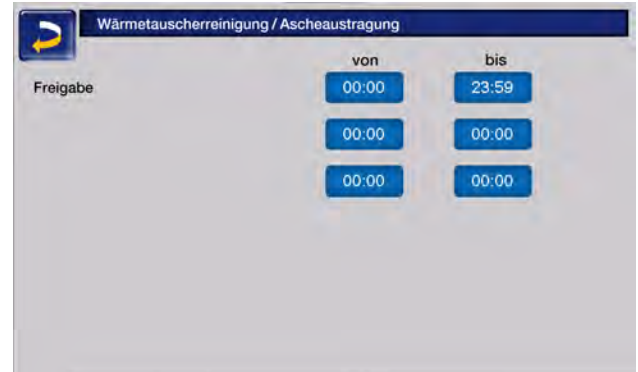 Wärmetauscherreinigung / Ascheaustragung
von bis
Freigabe 00:00 23:59
00:00 00:00
00:00 00:00